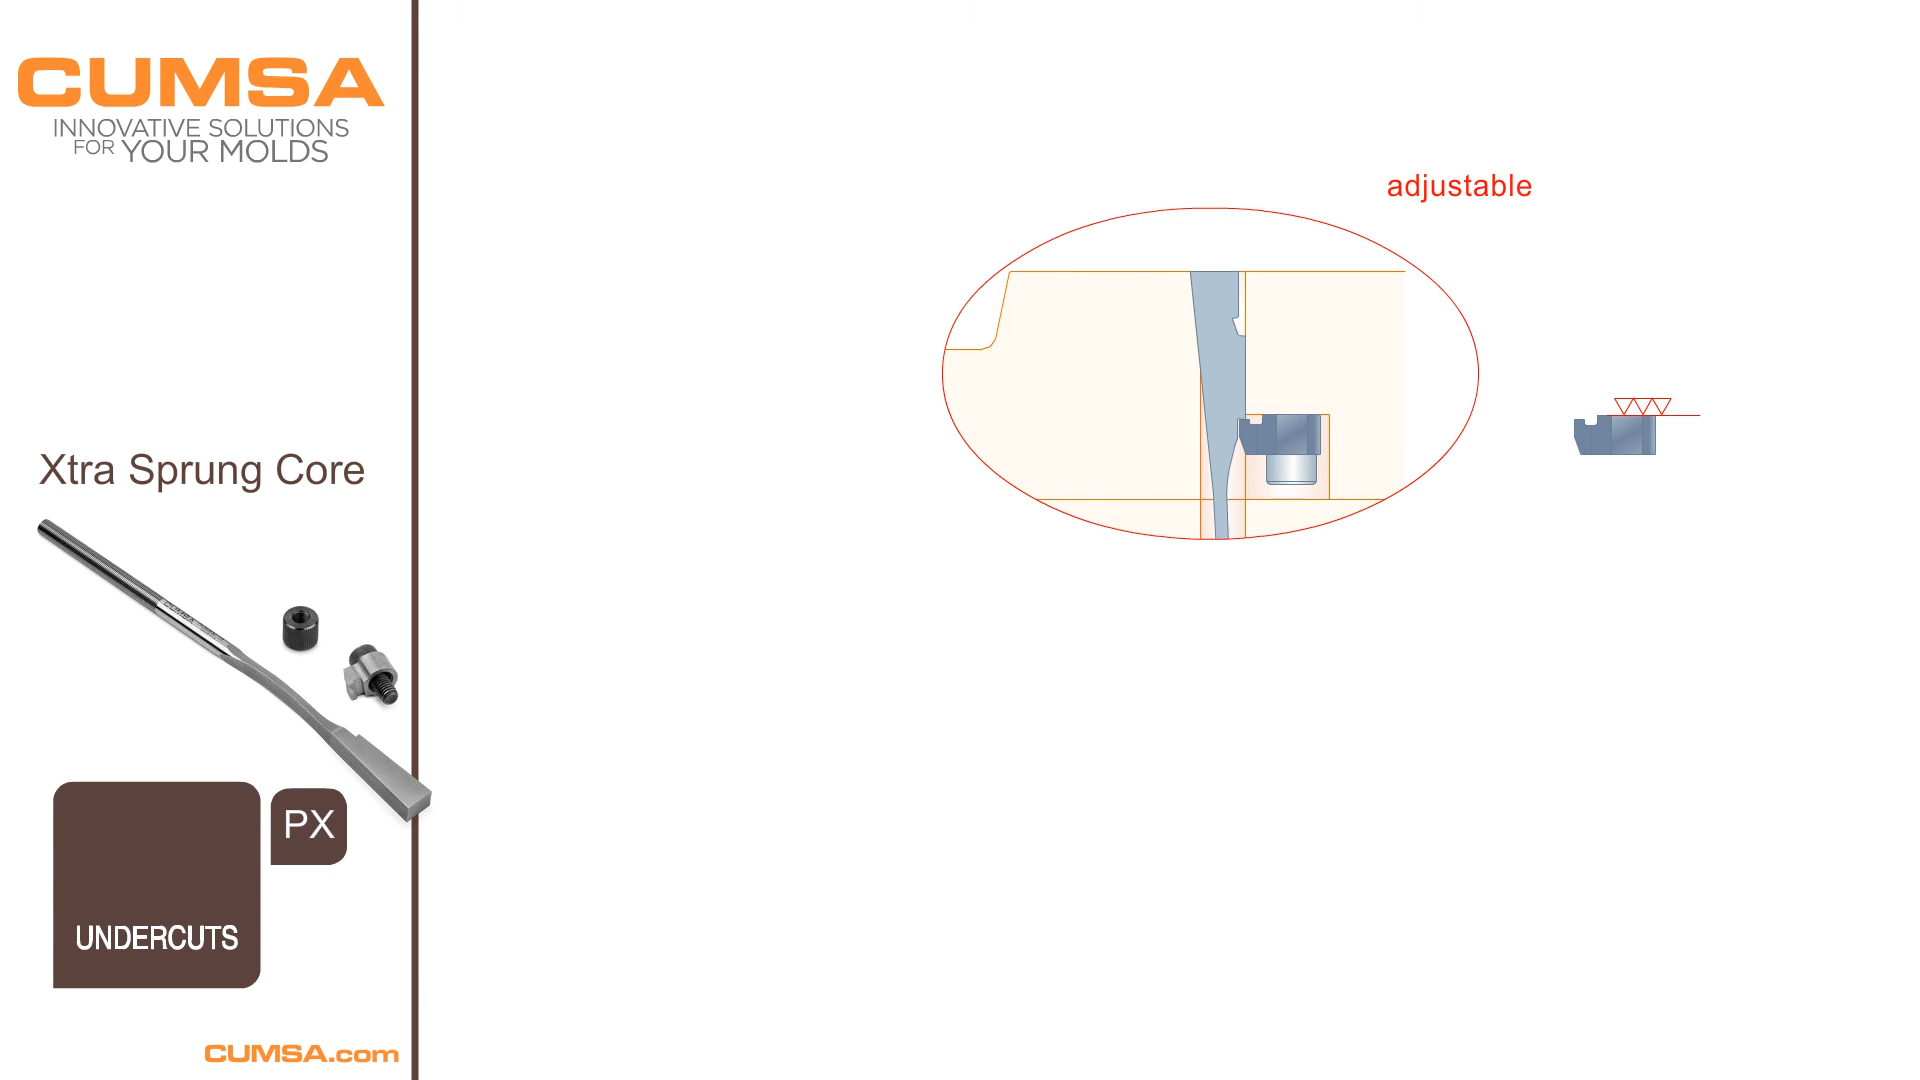 CUMSA
INNOVATIVE SOLUTIONS
FOR YOUR MOLDS
adjustable
Xtra Sprung Core
PX
UNDERCUTS
CUMSA.com